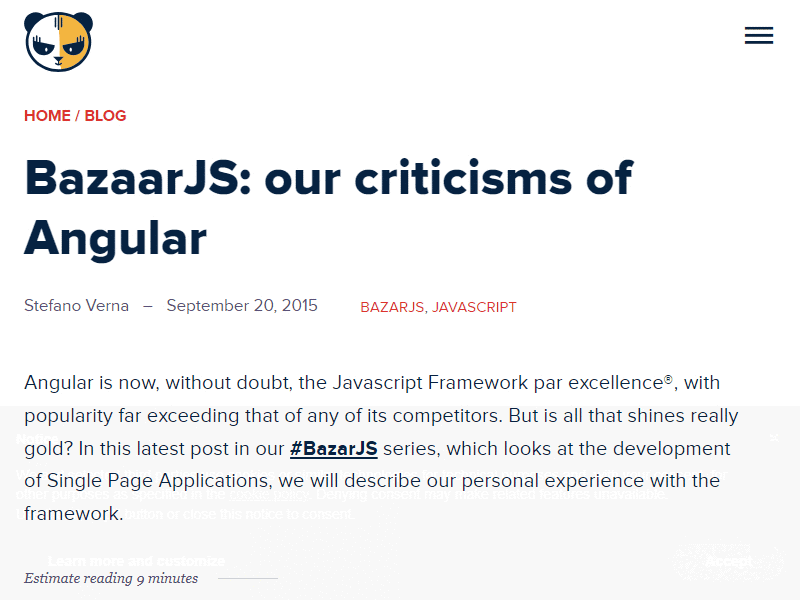 HOME / BLOG
BazaarJS: our criticisms of
Angular
Stefano Verna – September 20, 2015 BAZARJS, JAVASCRIPT
Angular is now, without doubt, the Javascript Framework par excellence®, with
popularity far exceeding that of any of its competitors. But is all that shines really
gold? In this latest post in our #BazarJS series, which looks at the development
of Single Page Applications, we will describe our personal experience with the
other purposes as specified in the cookie policy. Denying consent may make related features unavailable.
framework.
button or close this notice to consent.
Learn more and customize
Accept
Estimate reading 9 minutes